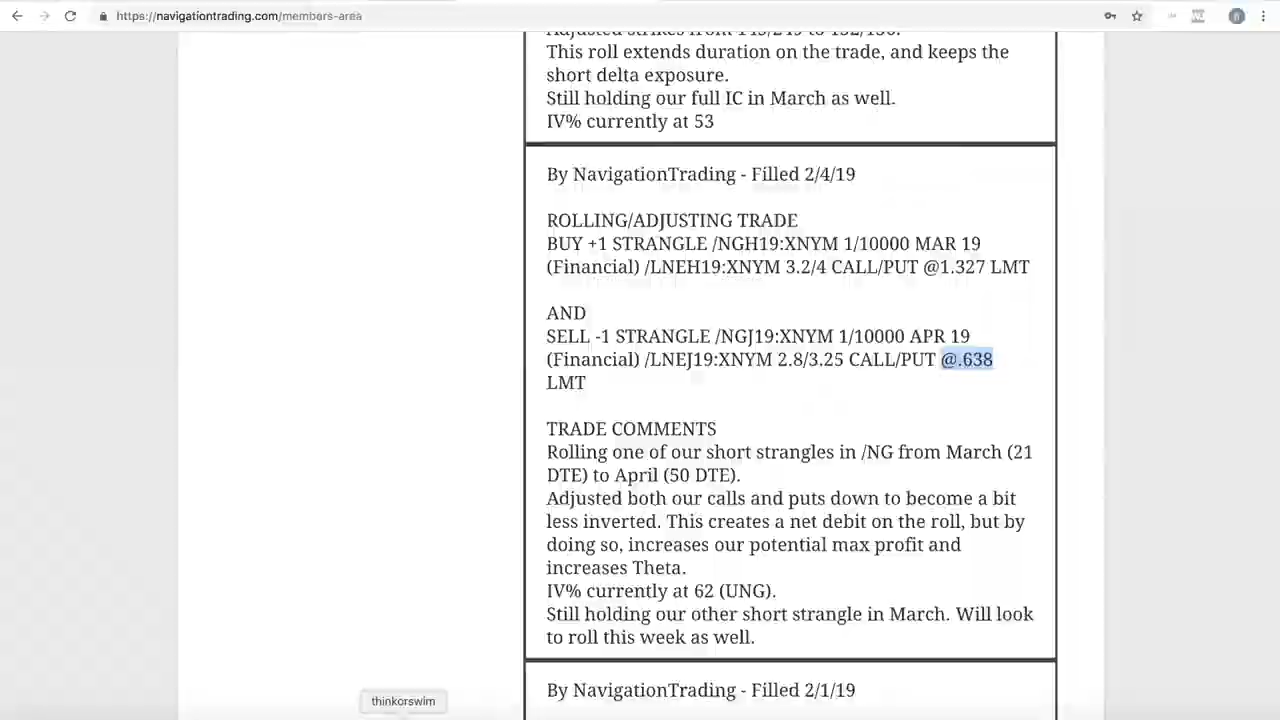 https://navigationtrading.com/members-area
Adjusted strikes from 145/249 to 152/156.
This roll extends duration on the trade, and keeps the
short delta exposure.
Still holding our full IC in March as well.
IV% currently at 53
By NavigationTrading - Filled 2/4/19
ROLLING/ADJUSTING TRADE
BUY +1 STRANGLE /NGH19:XNYM 1/10000 MAR 19
(Financial) /LNEH19:XNYM 3.2/4 CALL/PUT @1.327 LMT
AND
SELL -1 STRANGLE /NGJ19:XNYM 1/10000 APR 19
(Financial) /LNEJ19:XNYM 2.8/3.25 CALL/PUT @.638
LMT
TRADE COMMENTS
Rolling one of our short strangles in /NG from March (21
DTE) to April (50 DTE).
Adjusted both our calls and puts down to become a bit
less inverted. This creates a net debit on the roll, but by
doing so, increases our potential max profit and
increases Theta.
IV% currently at 62 (UNG).
Still holding our other short strangle in March. Will look
to roll this week as well.
By NavigationTrading - Filled 2/1/19
thinkorswim